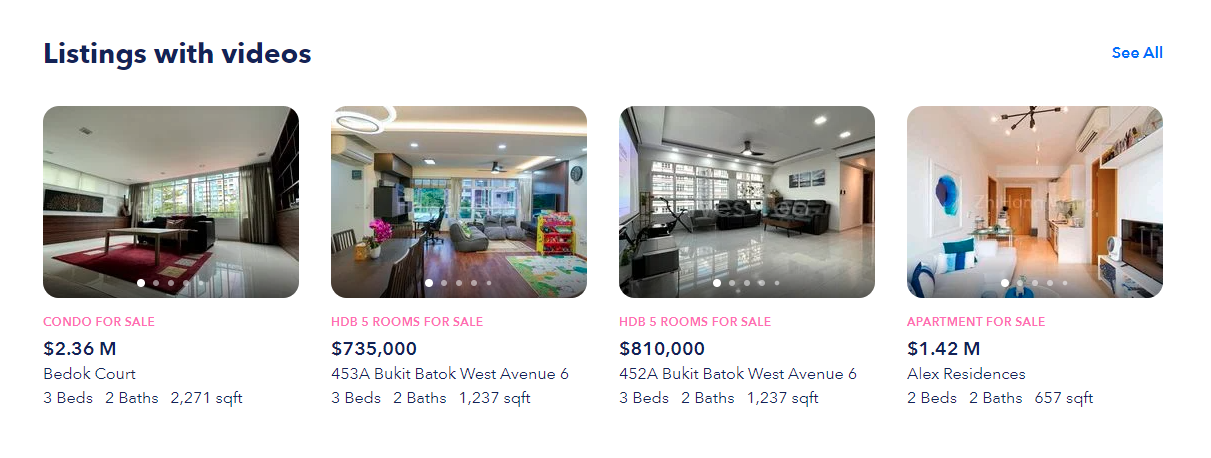 Listings with videos
See All
CONDO FOR SALE
$2.36 M
Bedok Court
3 Beds 2 Baths 2,271 sqft
HDB 5 ROOMS FOR SALE
$735,000
453A Bukit Batok West Avenue 6
3 Beds 2 Baths 1,237 sqft
HDB 5 ROOMS FOR SALE
$810,000
452A Bukit Batok West Avenue 6
3 Beds 2 Baths 1,237 sqft
APARTMENT FOR SALE
$1.42 M
Alex Residences
2 Beds 2 Baths 657 sqft